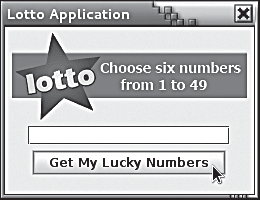 Lotto Application
lotto
Choose six numbers
from 1 to 49
Get My Lucky Numbers